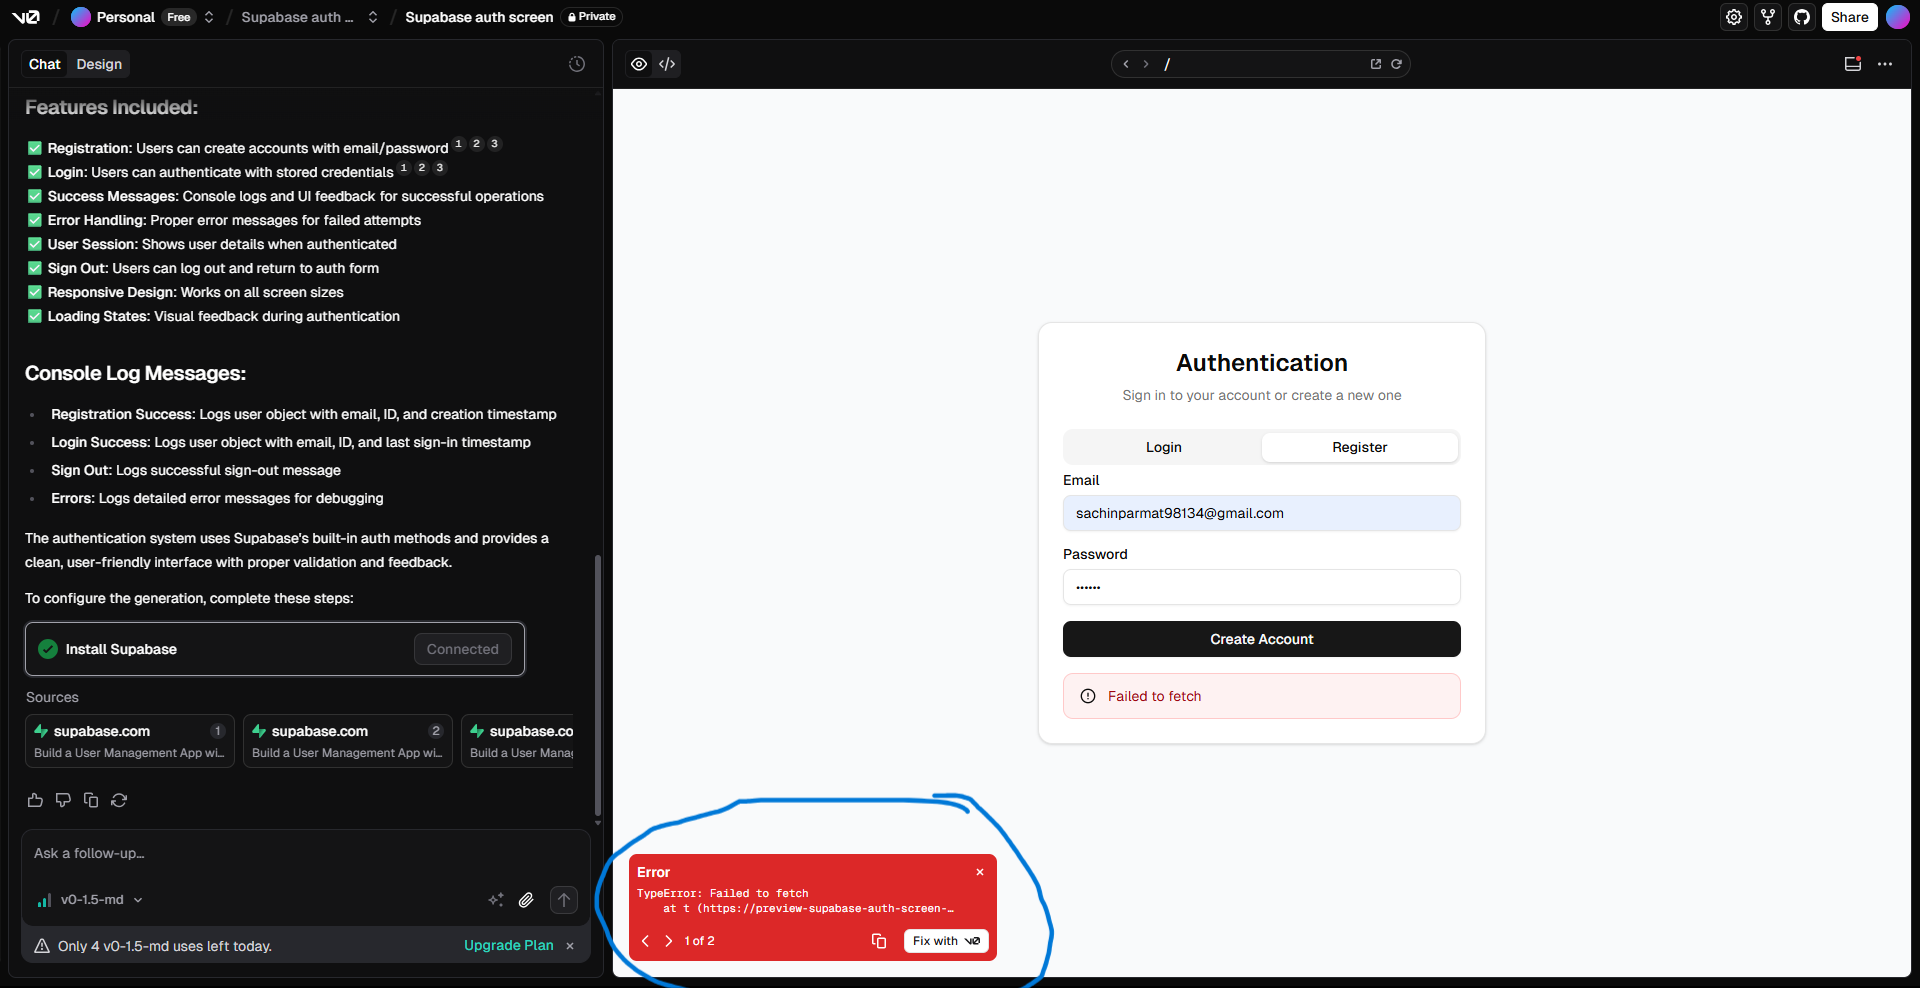 v0 / Personal Free / Supabase auth ... / Supabase auth screen Private
Share
Chat Design
/
Features Included:
✅ Registration: Users can create accounts with email/password 1 2 3
✅ Login: Users can authenticate with stored credentials 1 2 3
✅ Success Messages: Console logs and UI feedback for successful operations
✅ Error Handling: Proper error messages for failed attempts
✅ User Session: Shows user details when authenticated
✅ Sign Out: Users can log out and return to auth form
✅ Responsive Design: Works on all screen sizes
✅ Loading States: Visual feedback during authentication
Console Log Messages:
• Registration Success: Logs user object with email, ID, and creation timestamp
• Login Success: Logs user object with email, ID, and last sign-in timestamp
• Sign Out: Logs successful sign-out message
• Errors: Logs detailed error messages for debugging
The authentication system uses Supabase's built-in auth methods and provides a
clean, user-friendly interface with proper validation and feedback.
To configure the generation, complete these steps:
Install Supabase Connected
Sources
supabase.com 1
Build a User Management App wi...
supabase.com 2
Build a User Management App wi...
supabase.co
Build a User Manag
Ask a follow-up...
v0-1.5-md
Only 4 v0-1.5-md uses left today. Upgrade Plan ×
Authentication
Sign in to your account or create a new one
Login Register
Email
sachinparmat98134@gmail.com
Password
••••••
Create Account
Failed to fetch
Error ×
TypeError: Failed to fetch
at t (https://preview-supabase-auth-screen-…
1 of 2 Fix with v0